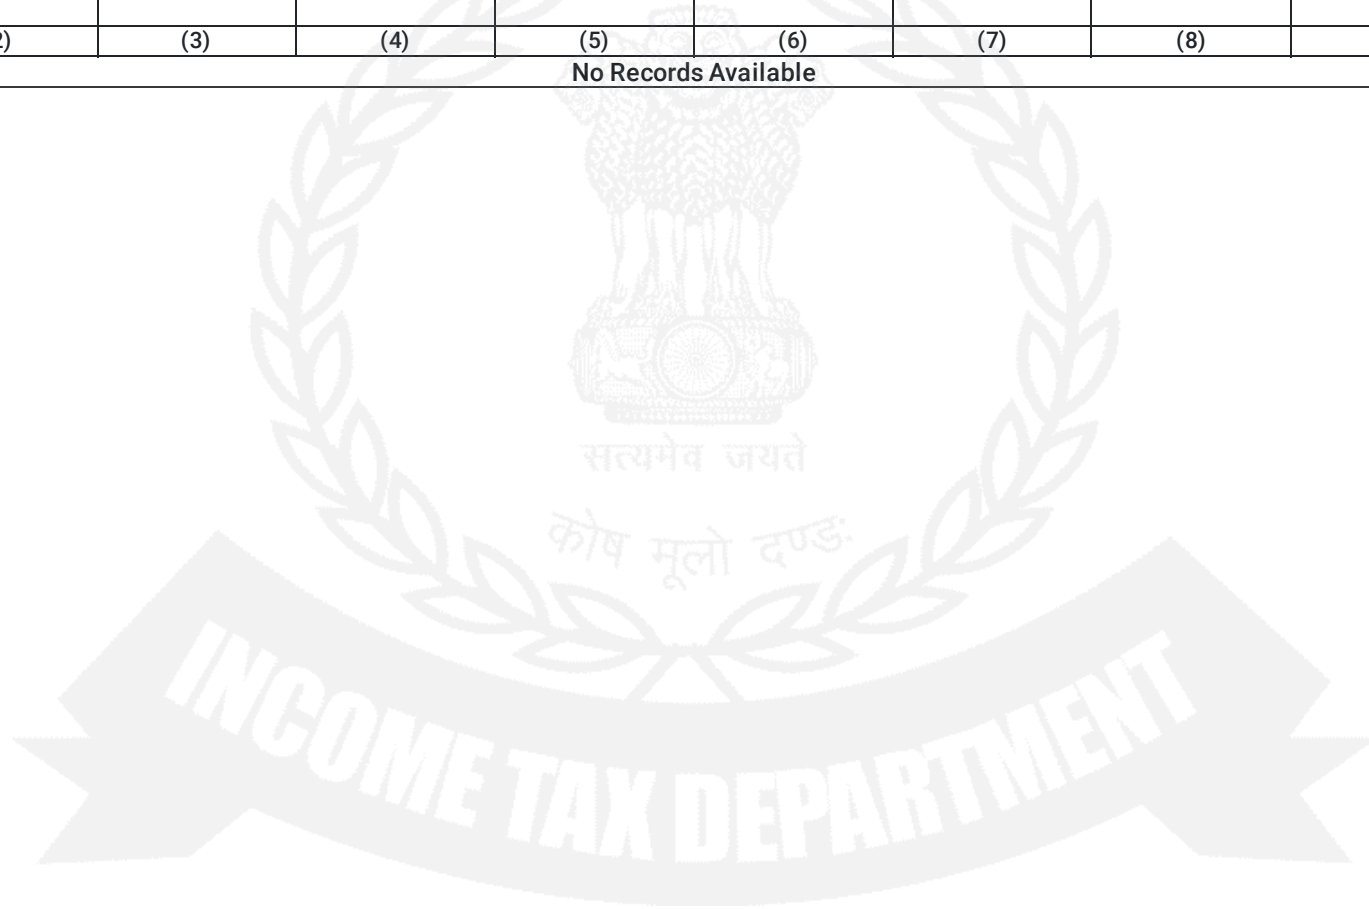 2) (3) (4) (5) (6) (7) (8)
No Records Available
सत्यमेव जयते
कोष मूलो दण्डः
INCOME TAX DEPARTMENT